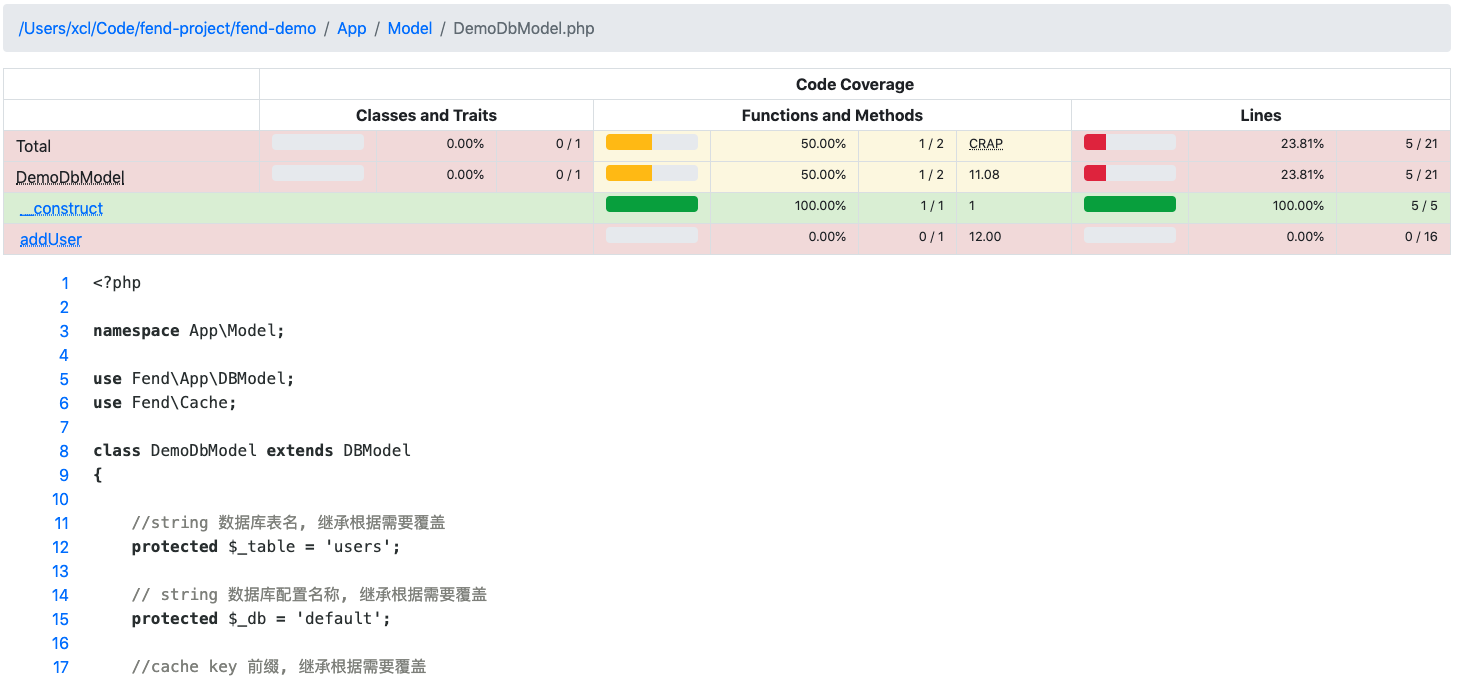 /Users/xcl/Code/fend-project/fend-demo / App / Model / DemoDbModel.php
Code Coverage
Classes and Traits Functions and Methods Lines
Total 0.00% 0 / 1 50.00% 1 / 2 CRAP 23.81% 5 / 21
DemoDbModel 0.00% 0 / 1 50.00% 1 / 2 11.08 23.81% 5 / 21
__construct 100.00% 1 / 1 1 100.00% 5 / 5
addUser 0.00% 0 / 1 12.00 0.00% 0 / 16
1 <?php
2
3 namespace App\Model;
4
5 use Fend\App\DBModel;
6 use Fend\Cache;
7
8 class DemoDbModel extends DBModel
9 {
10
11 //string 数据库表名, 继承根据需要覆盖
12 protected $_table = 'users';
13
14 // string 数据库配置名称, 继承根据需要覆盖
15 protected $_db = 'default';
16
17 //cache key 前缀, 继承根据需要覆盖